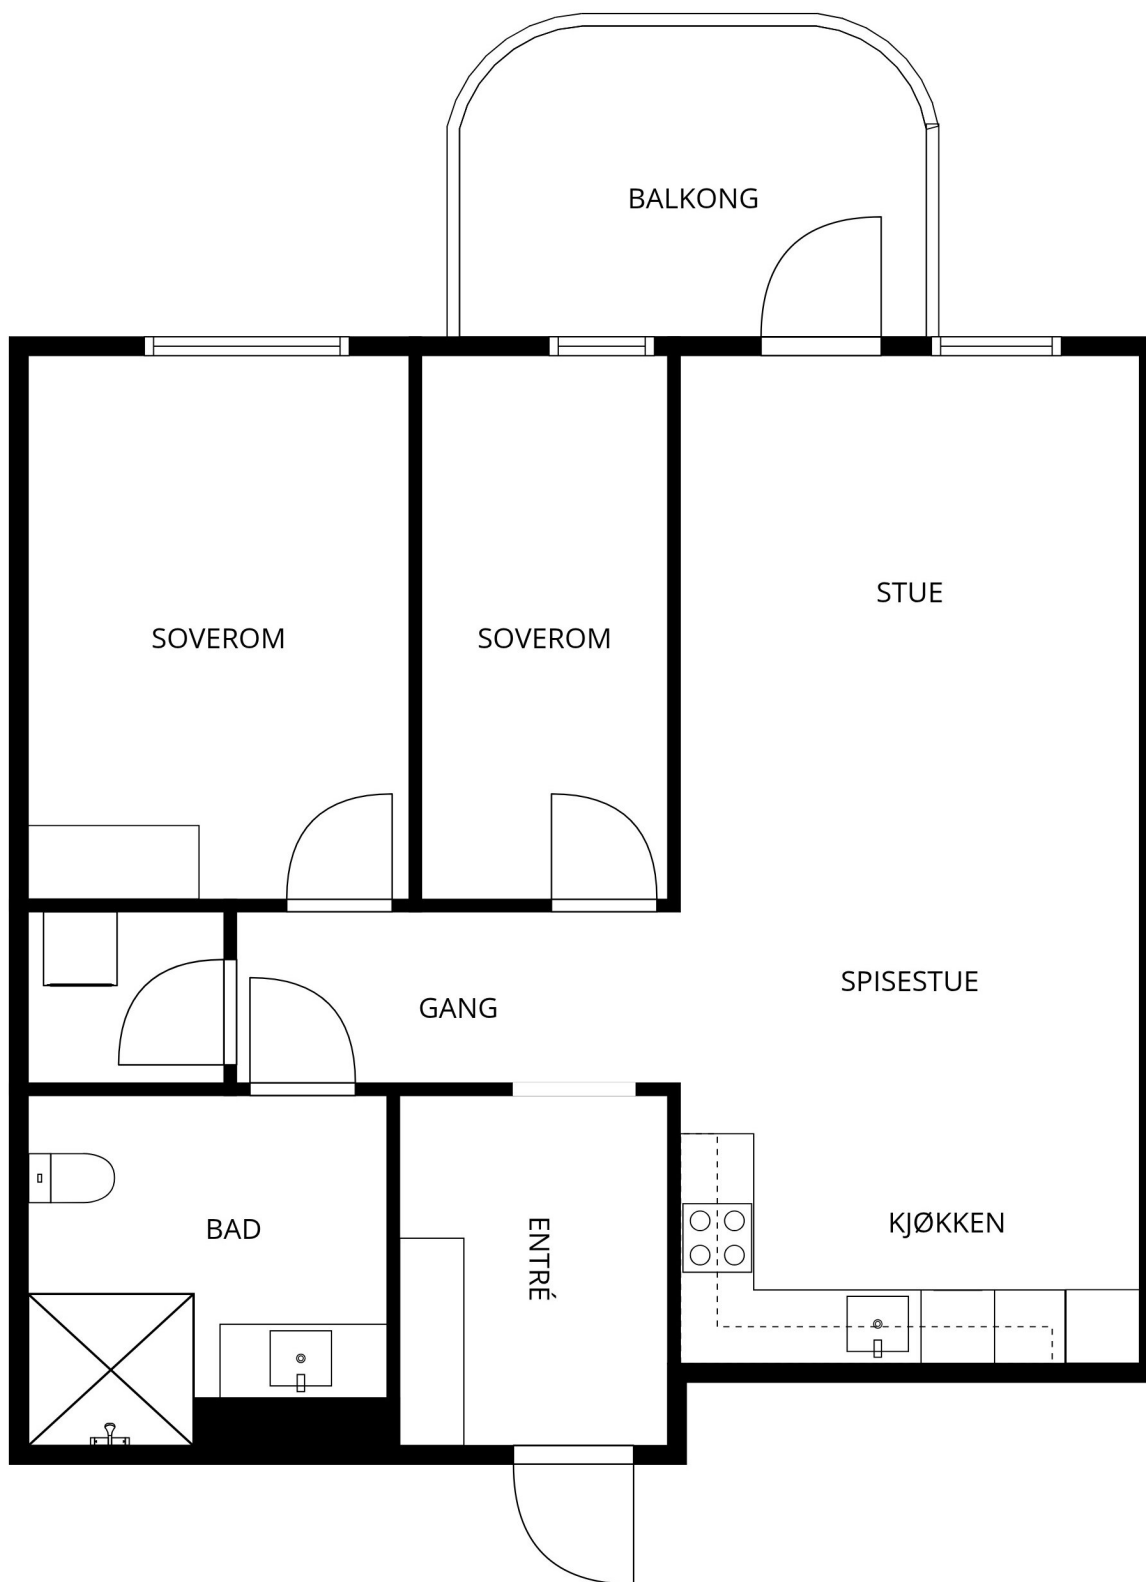 BALKONG
STUE
SOVEROM
SOVEROM
SPISESTUE
GANG
KJØKKEN
BAD
ENTRÉ